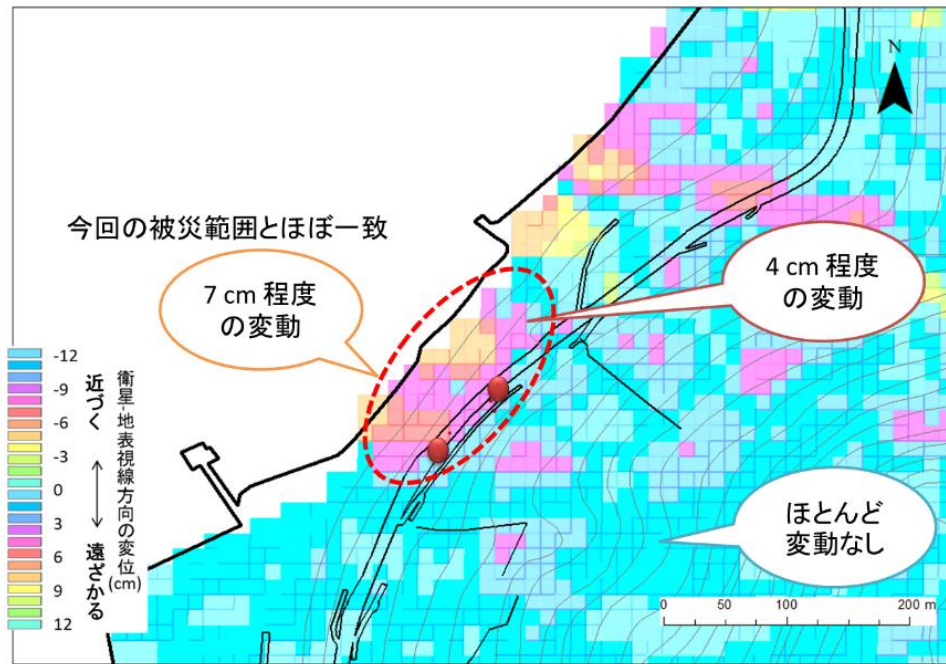 N
今回の被災範囲とほぼ一致
7 cm 程度
の変動
4 cm 程度
の変動
-12
-9
-6
-3
0
3
6
9
12
近づく
遠ざかる
衛星-地表視線方向の変位
(cm)
ほとんど
変動なし
0 50 100 200 m